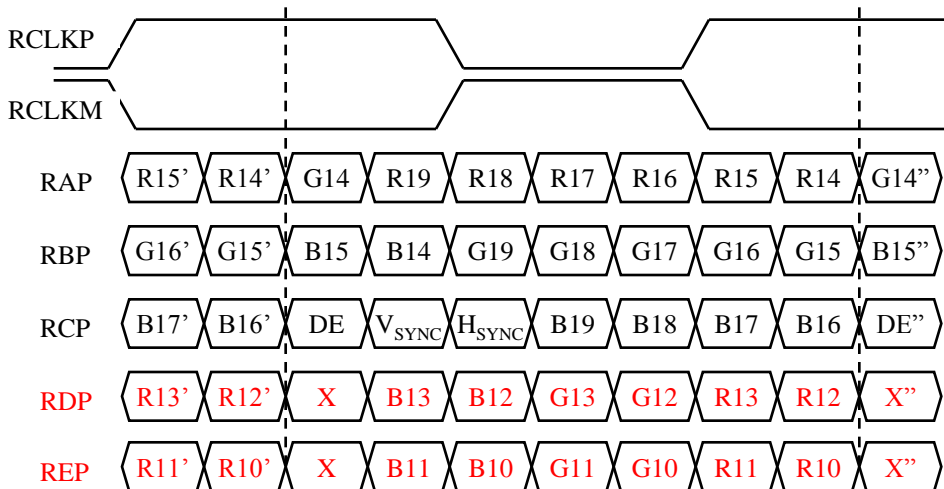 RCLKP
RCLKM
RAP R15’ R14’ G14 R19 R18 R17 R16 R15 R14 G14”
RBP G16’ G15’ B15 B14 G19 G18 G17 G16 G15 B15”
RCP B17’ B16’ DE VSYNC HSYNC B19 B18 B17 B16 DE”
RDP R13’ R12’ X B13 B12 G13 G12 R13 R12 X”
REP R11’ R10’ X B11 B10 G11 G10 R11 R10 X”